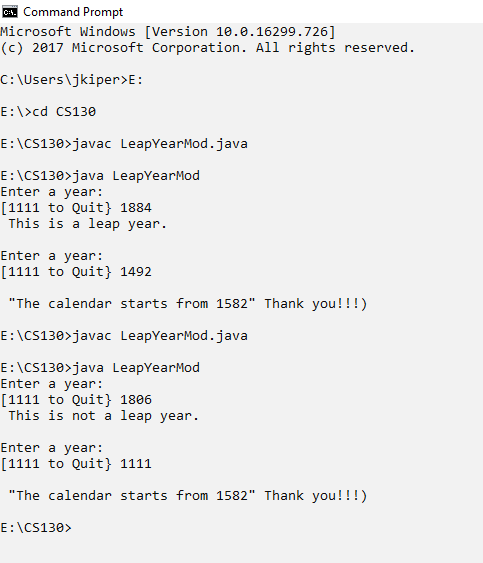 Command Prompt
Microsoft Windows [Version 10.0.16299.726]
(c) 2017 Microsoft Corporation. All rights reserved.
C:\Users\jkiper>E:
E:\>cd CS130
E:\CS130>javac LeapYearMod.java
E:\CS130>java LeapYearMod
Enter a year:
[1111 to Quit} 1884
 This is a leap year.
Enter a year:
[1111 to Quit} 1492
 "The calendar starts from 1582" Thank you!!!)
E:\CS130>javac LeapYearMod.java
E:\CS130>java LeapYearMod
Enter a year:
[1111 to Quit} 1806
 This is not a leap year.
Enter a year:
[1111 to Quit} 1111
 "The calendar starts from 1582" Thank you!!!)
E:\CS130>